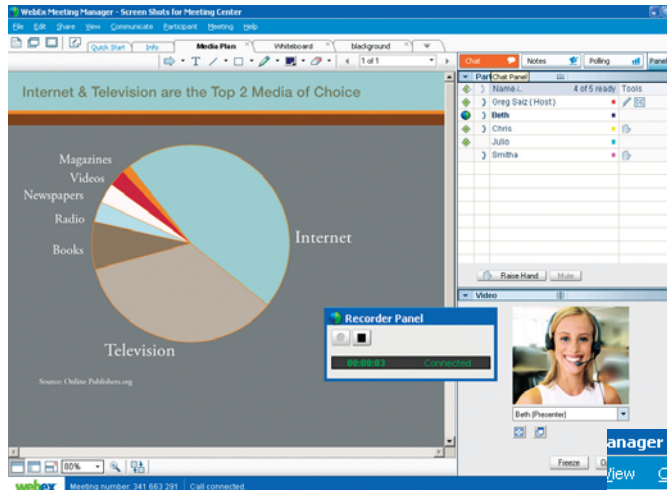 WebEx Meeting Manager - Screen Shots for Meeting Center
File Edit Share View Communicate Participant Meeting Help
Quick Start Info Media Plan Whiteboard blackground
T 1 of 1
Chat Notes Polling Panel
Internet & Television are the Top 2 Media of Choice
Chat Panel
Name 4 of 5 ready Tools
Greg Saiz (Host)
Beth
Chris
Julio
Smitha
Magazines
Videos
Newspapers
Radio
Books
Internet
Television
Source: Online Publishers.org
Raise Hand Mute
Video
Recorder Panel
00:00:03 Connected
Beth (Presenter)
80%
Freeze
anager
View
webex Meeting number: 341 663 291 Call connected.